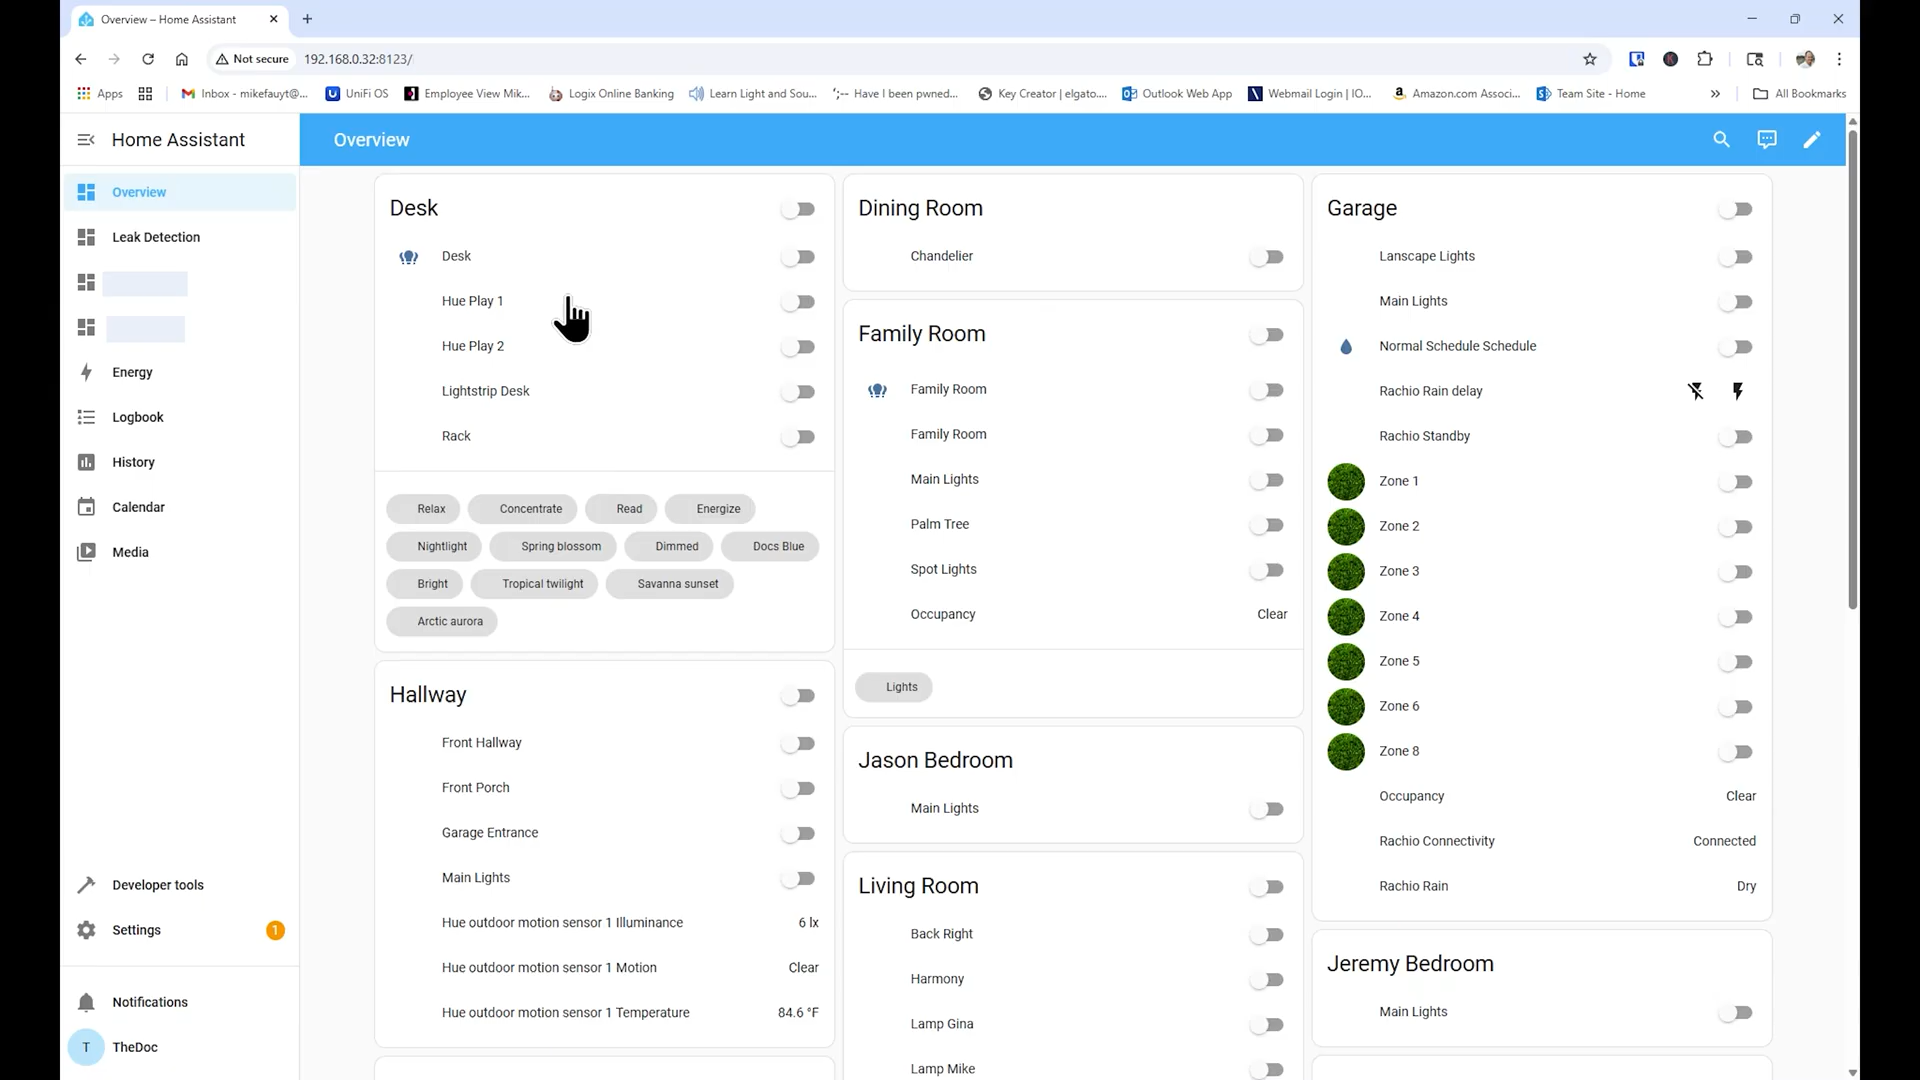 Overview – Home Assistant
Not secure
192.168.0.32:8123/
Apps
Inbox - mikefauyt@...
UniFi OS
Employee View Mik...
Logix Online Banking
Learn Light and Sou...
Have I been pwned...
Key Creator | elgato....
Outlook Web App
Webmail Login | IO...
Amazon.com Associ...
Team Site - Home
All Bookmarks
Home Assistant
Overview
Overview
Leak Detection
Energy
Logbook
History
Calendar
Media
Developer tools
Settings
1
Notifications
T
TheDoc
Desk
Desk
Hue Play 1
Hue Play 2
Lightstrip Desk
Rack
Relax Concentrate Read Energize
Nightlight Spring blossom Dimmed Docs Blue
Bright Tropical twilight Savanna sunset
Arctic aurora
Hallway
Front Hallway
Front Porch
Garage Entrance
Main Lights
Hue outdoor motion sensor 1 Illuminance 6 lx
Hue outdoor motion sensor 1 Motion Clear
Hue outdoor motion sensor 1 Temperature 84.6 °F
Dining Room
Chandelier
Family Room
Family Room
Family Room
Main Lights
Palm Tree
Spot Lights
Occupancy Clear
Lights
Jason Bedroom
Main Lights
Living Room
Back Right
Harmony
Lamp Gina
Lamp Mike
Garage
Lanscape Lights
Main Lights
Normal Schedule Schedule
Rachio Rain delay
Rachio Standby
Zone 1
Zone 2
Zone 3
Zone 4
Zone 5
Zone 6
Zone 8
Occupancy Clear
Rachio Connectivity Connected
Rachio Rain Dry
Jeremy Bedroom
Main Lights